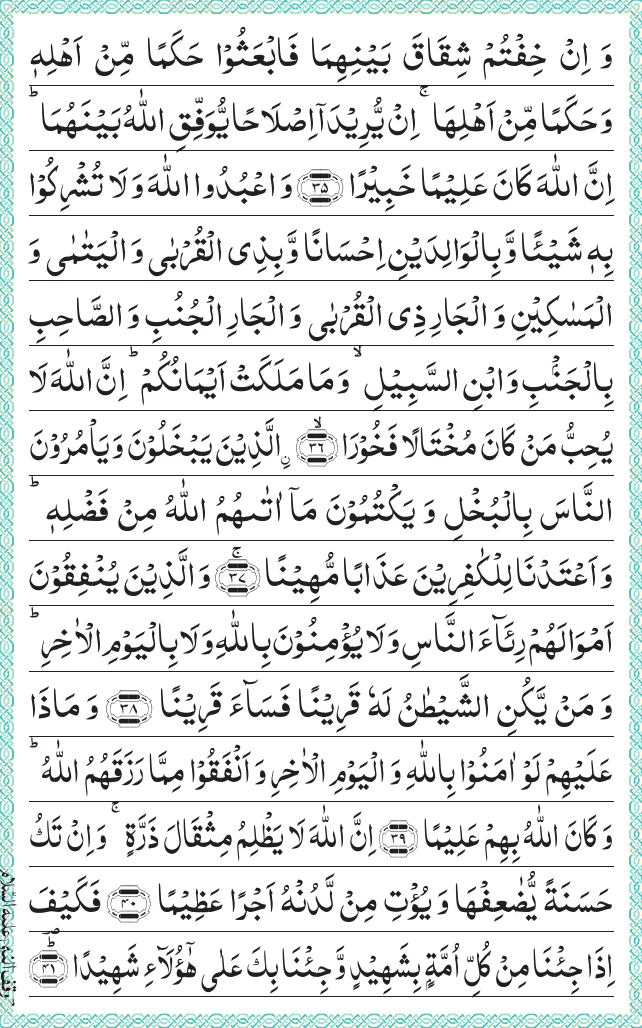 وَ اِنْ خِفْتُمْ شِقَاقَ بَيْنِهِمَا فَابْعَثُوْا حَكَمًا مِّنْ اَهْلِهٖ
وَحَكَمًا مِّنْ اَهْلِهَا ۚ اِنْ يُّرِيْدَاۤ اِصْلَاحًا يُّوَفِّقِ اللّٰهُ بَيْنَهُمَا ؕ
اِنَّ اللّٰهَ كَانَ عَلِيْمًا خَبِيْرًا ﴿۳۵﴾ وَ اعْبُدُوا اللّٰهَ وَ لَا تُشْرِكُوْا
بِهٖ شَيْـًٔا وَّ بِالْوَالِدَيْنِ اِحْسَانًا وَّ بِذِی الْقُرْبٰى وَ الْيَتٰمٰى وَ
الْمَسٰكِيْنِ وَ الْجَارِ ذِی الْقُرْبٰى وَ الْجَارِ الْجُنُبِ وَ الصَّاحِبِ
بِالْجَنْۢبِ وَ ابْنِ السَّبِيْلِ ۙ وَ مَا مَلَكَتْ اَيْمَانُكُمْ ؕ اِنَّ اللّٰهَ لَا
يُحِبُّ مَنْ كَانَ مُخْتَالًا فَخُوْرَا ﴿ۙ۳۶﴾ ۨالَّذِيْنَ يَبْخَلُوْنَ وَ يَاْمُرُوْنَ
النَّاسَ بِالْبُخْلِ وَ يَكْتُمُوْنَ مَاۤ اٰتٰىهُمُ اللّٰهُ مِنْ فَضْلِهٖ ؕ
وَ اَعْتَدْنَا لِلْكٰفِرِيْنَ عَذَابًا مُّهِيْنًا ﴿ۚ۳۷﴾ وَ الَّذِيْنَ يُنْفِقُوْنَ
اَمْوَالَهُمْ رِئَآءَ النَّاسِ وَ لَا يُؤْمِنُوْنَ بِاللّٰهِ وَ لَا بِالْيَوْمِ الْاٰخِرِ ؕ
وَ مَنْ يَّكُنِ الشَّيْطٰنُ لَهٗ قَرِيْنًا فَسَآءَ قَرِيْنًا ﴿۳۸﴾ وَ مَاذَا
عَلَيْهِمْ لَوْ اٰمَنُوْا بِاللّٰهِ وَ الْيَوْمِ الْاٰخِرِ وَ اَنْفَقُوْا مِمَّا رَزَقَهُمُ اللّٰهُ ؕ
وَ كَانَ اللّٰهُ بِهِمْ عَلِيْمًا ﴿۳۹﴾ اِنَّ اللّٰهَ لَا يَظْلِمُ مِثْقَالَ ذَرَّةٍ ۚ وَ اِنْ تَكُ
حَسَنَةً يُّضٰعِفْهَا وَ يُؤْتِ مِنْ لَّدُنْهُ اَجْرًا عَظِيْمًا ﴿۴۰﴾ فَكَيْفَ
اِذَا جِئْنَا مِنْ كُلِّ اُمَّةٍۭ بِشَهِيْدٍ وَّ جِئْنَا بِكَ عَلٰى هٰۤؤُلَآءِ شَهِيْدًا ﴿ؕ۴۱﴾